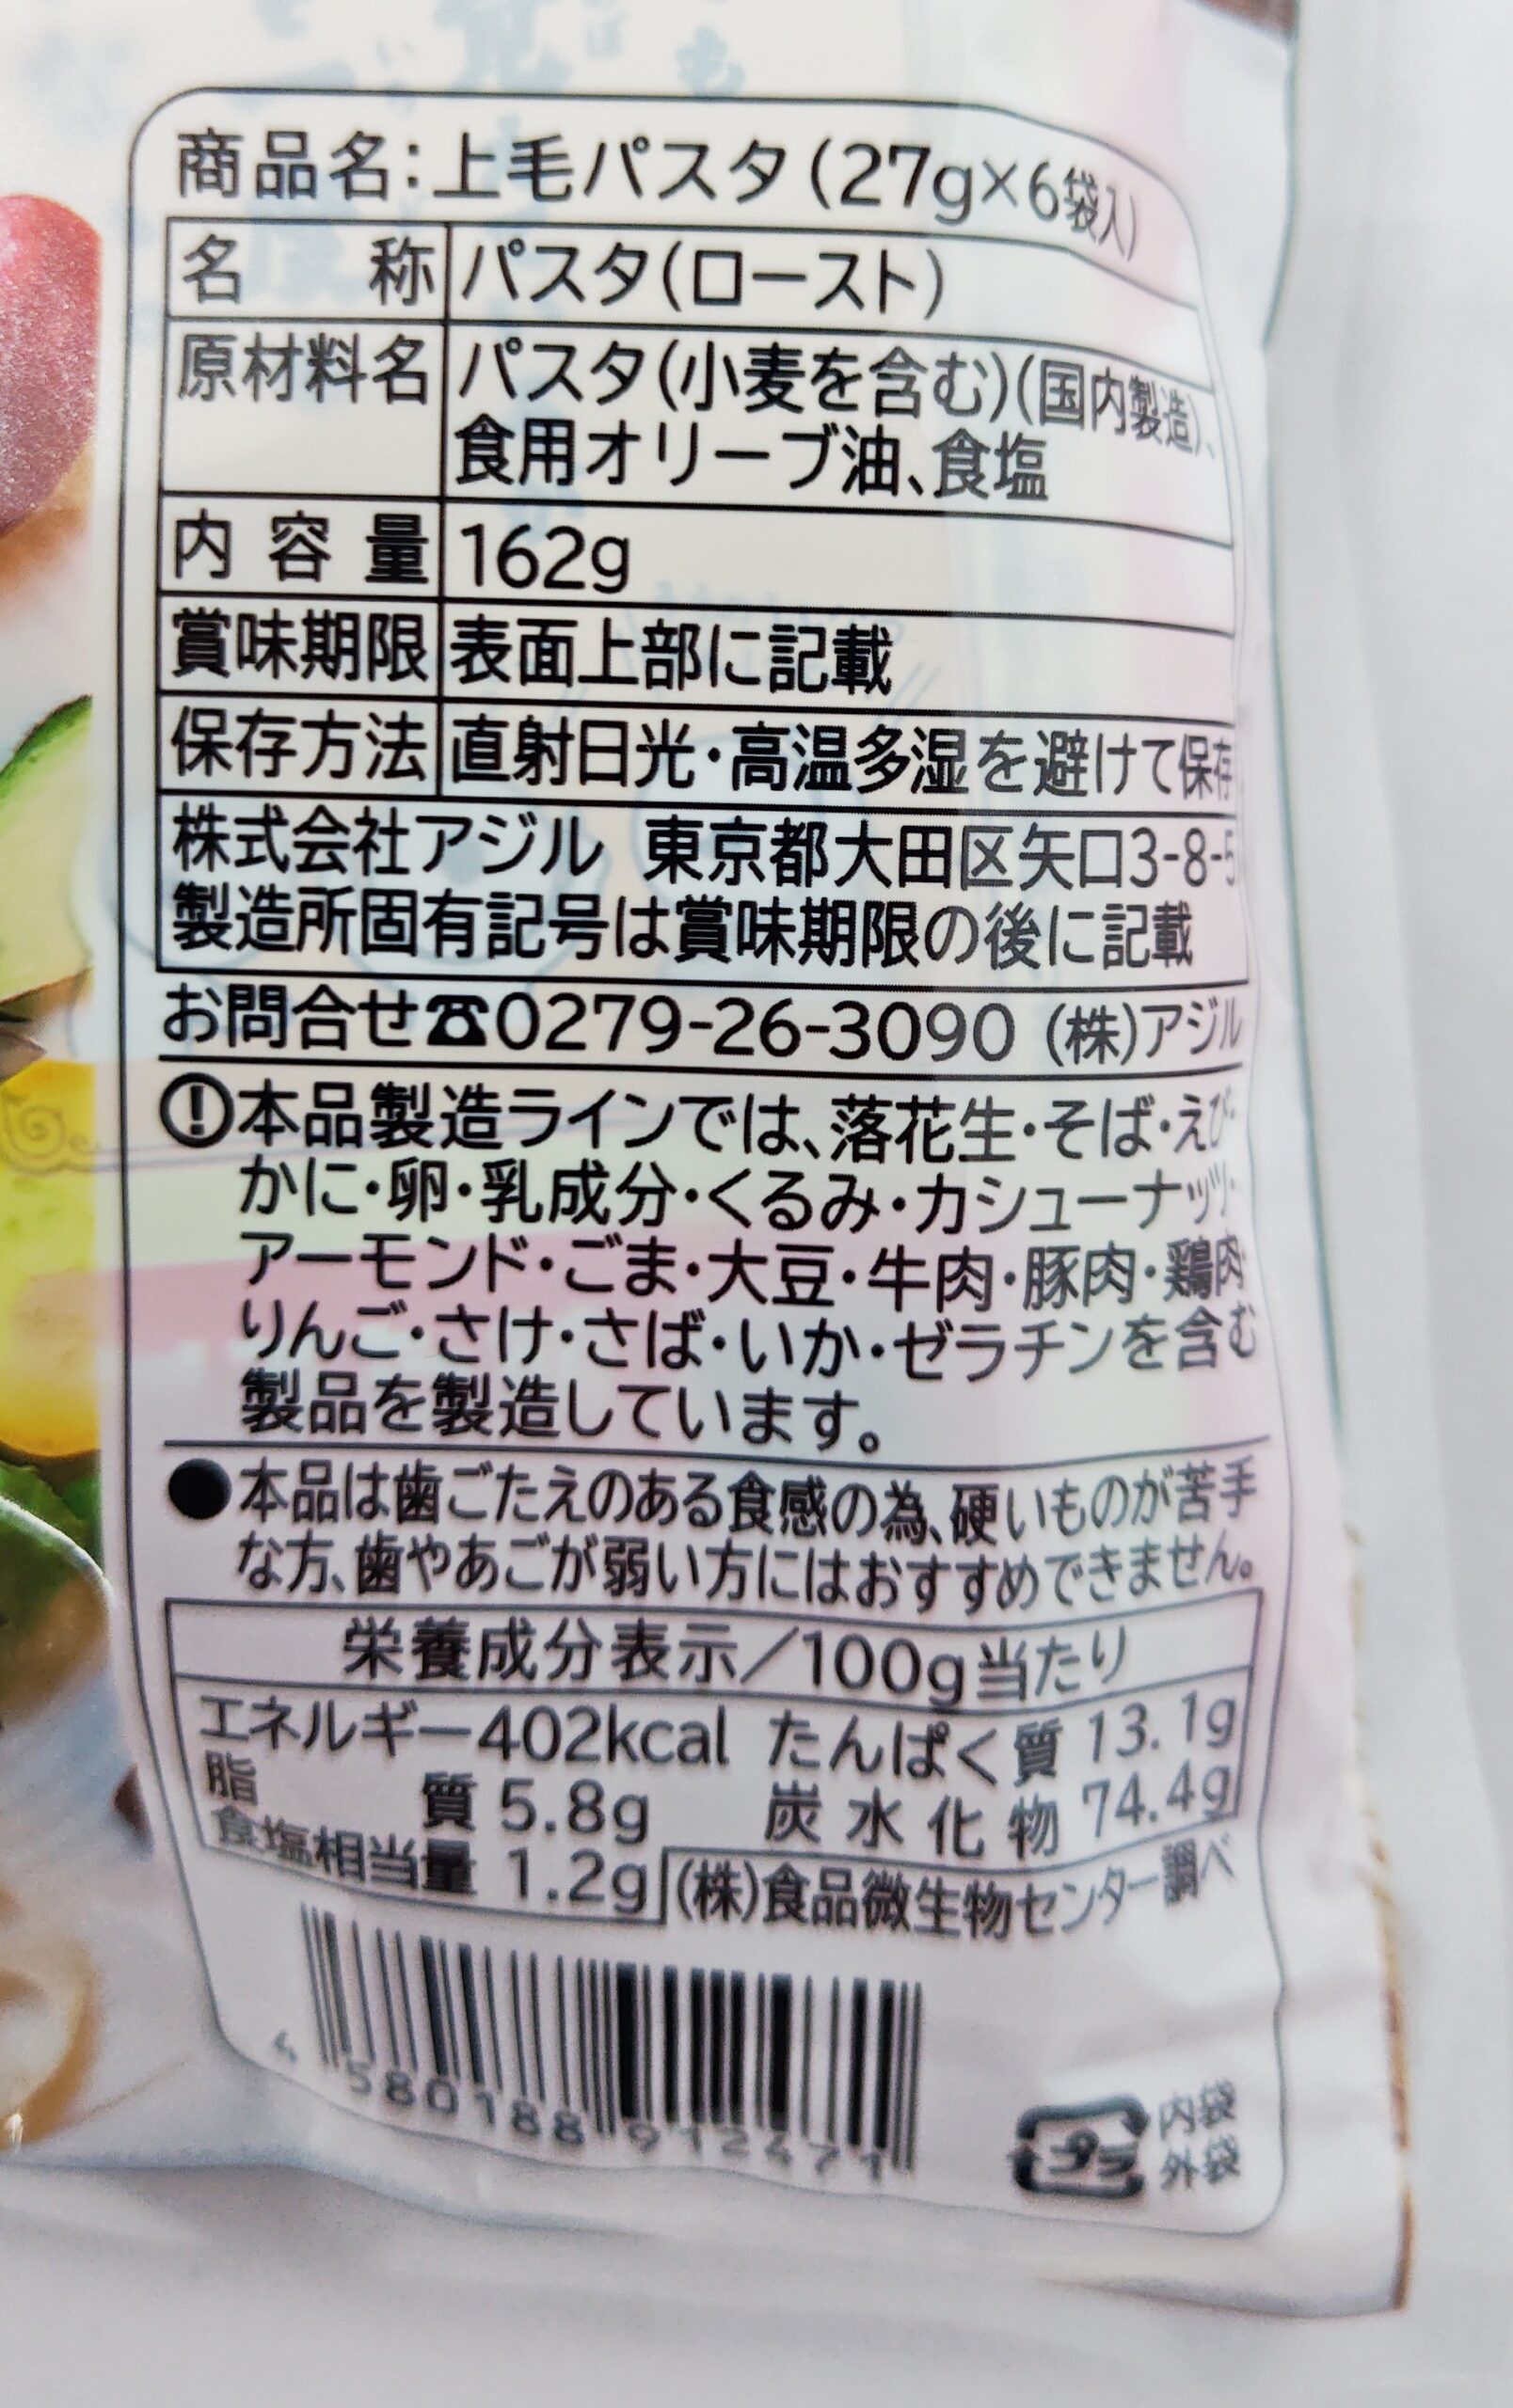 商品名:上毛パスタ(27g×6袋入)
名 称 パスタ(ロースト)
原材料名 パスタ(小麦を含む)(国内製造)、
食用オリーブ油、食塩
内容量 162g
賞味期限 表面上部に記載
保存方法 直射日光・高温多湿を避けて保存
株式会社アジル 東京都大田区矢口3-8-5
製造所固有記号は賞味期限の後に記載
お問合せ☎0279-26-3090 (株)アジル
!本品製造ラインでは、落花生・そば・えび・
かに・卵・乳成分・くるみ・カシューナッツ・
アーモンド・ごま・大豆・牛肉・豚肉・鶏肉
りんご・さけ・さば・いか・ゼラチンを含む
製品を製造しています。
●本品は歯ごたえのある食感の為、硬いものが苦手
な方、歯やあごが弱い方にはおすすめできません。
栄養成分表示/100g当たり
エネルギー402kcal たんぱく質 13.1g
脂 質 5.8g 炭水化物 74.4g
食塩相当量 1.2g (株)食品微生物センター調べ
4 580188 912471
プラ 内袋
外袋